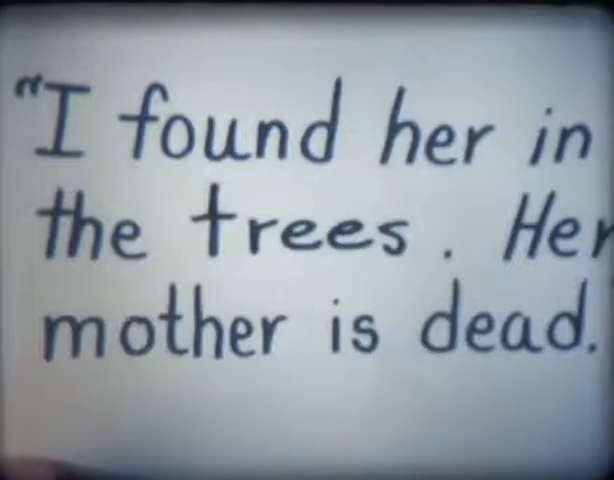 "I found her in
the trees. Her
mother is dead.